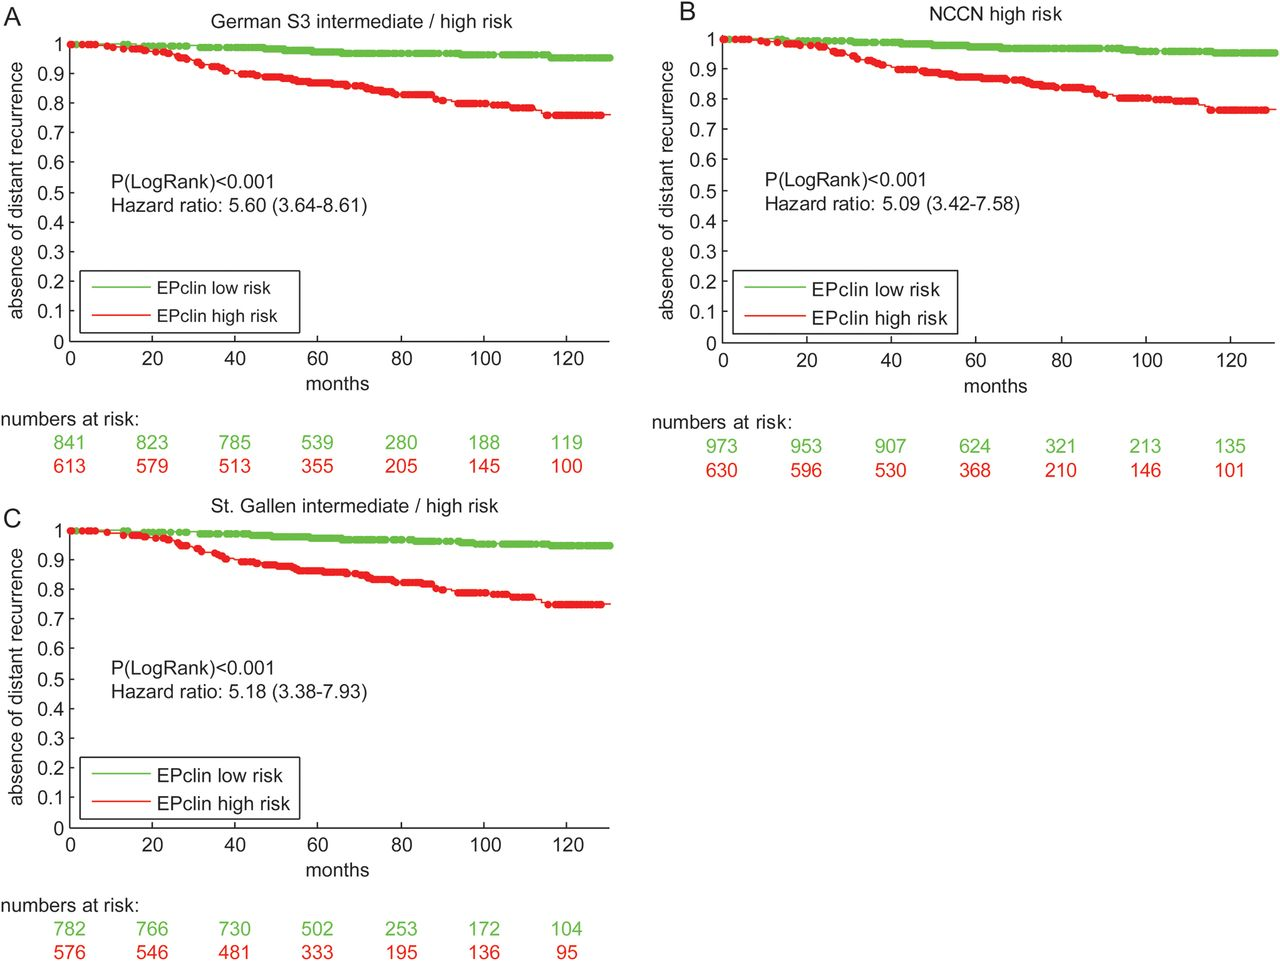 A
German S3 intermediate / high risk
absence of distant recurrence
1
0.9
0.8
0.7
0.6
0.5
0.4
0.3
0.2
0.1
0
P(LogRank)<0.001
Hazard ratio: 5.60 (3.64-8.61)
EPclin low risk
EPclin high risk
0 20 40 60 80 100 120
months
numbers at risk:
841 823 785 539 280 188 119
613 579 513 355 205 145 100
B
NCCN high risk
absence of distant recurrence
1
0.9
0.8
0.7
0.6
0.5
0.4
0.3
0.2
0.1
0
P(LogRank)<0.001
Hazard ratio: 5.09 (3.42-7.58)
EPclin low risk
EPclin high risk
0 20 40 60 80 100 120
months
numbers at risk:
973 953 907 624 321 213 135
630 596 530 368 210 146 101
C
St. Gallen intermediate / high risk
absence of distant recurrence
1
0.9
0.8
0.7
0.6
0.5
0.4
0.3
0.2
0.1
0
P(LogRank)<0.001
Hazard ratio: 5.18 (3.38-7.93)
EPclin low risk
EPclin high risk
0 20 40 60 80 100 120
months
numbers at risk:
782 766 730 502 253 172 104
576 546 481 333 195 136 95